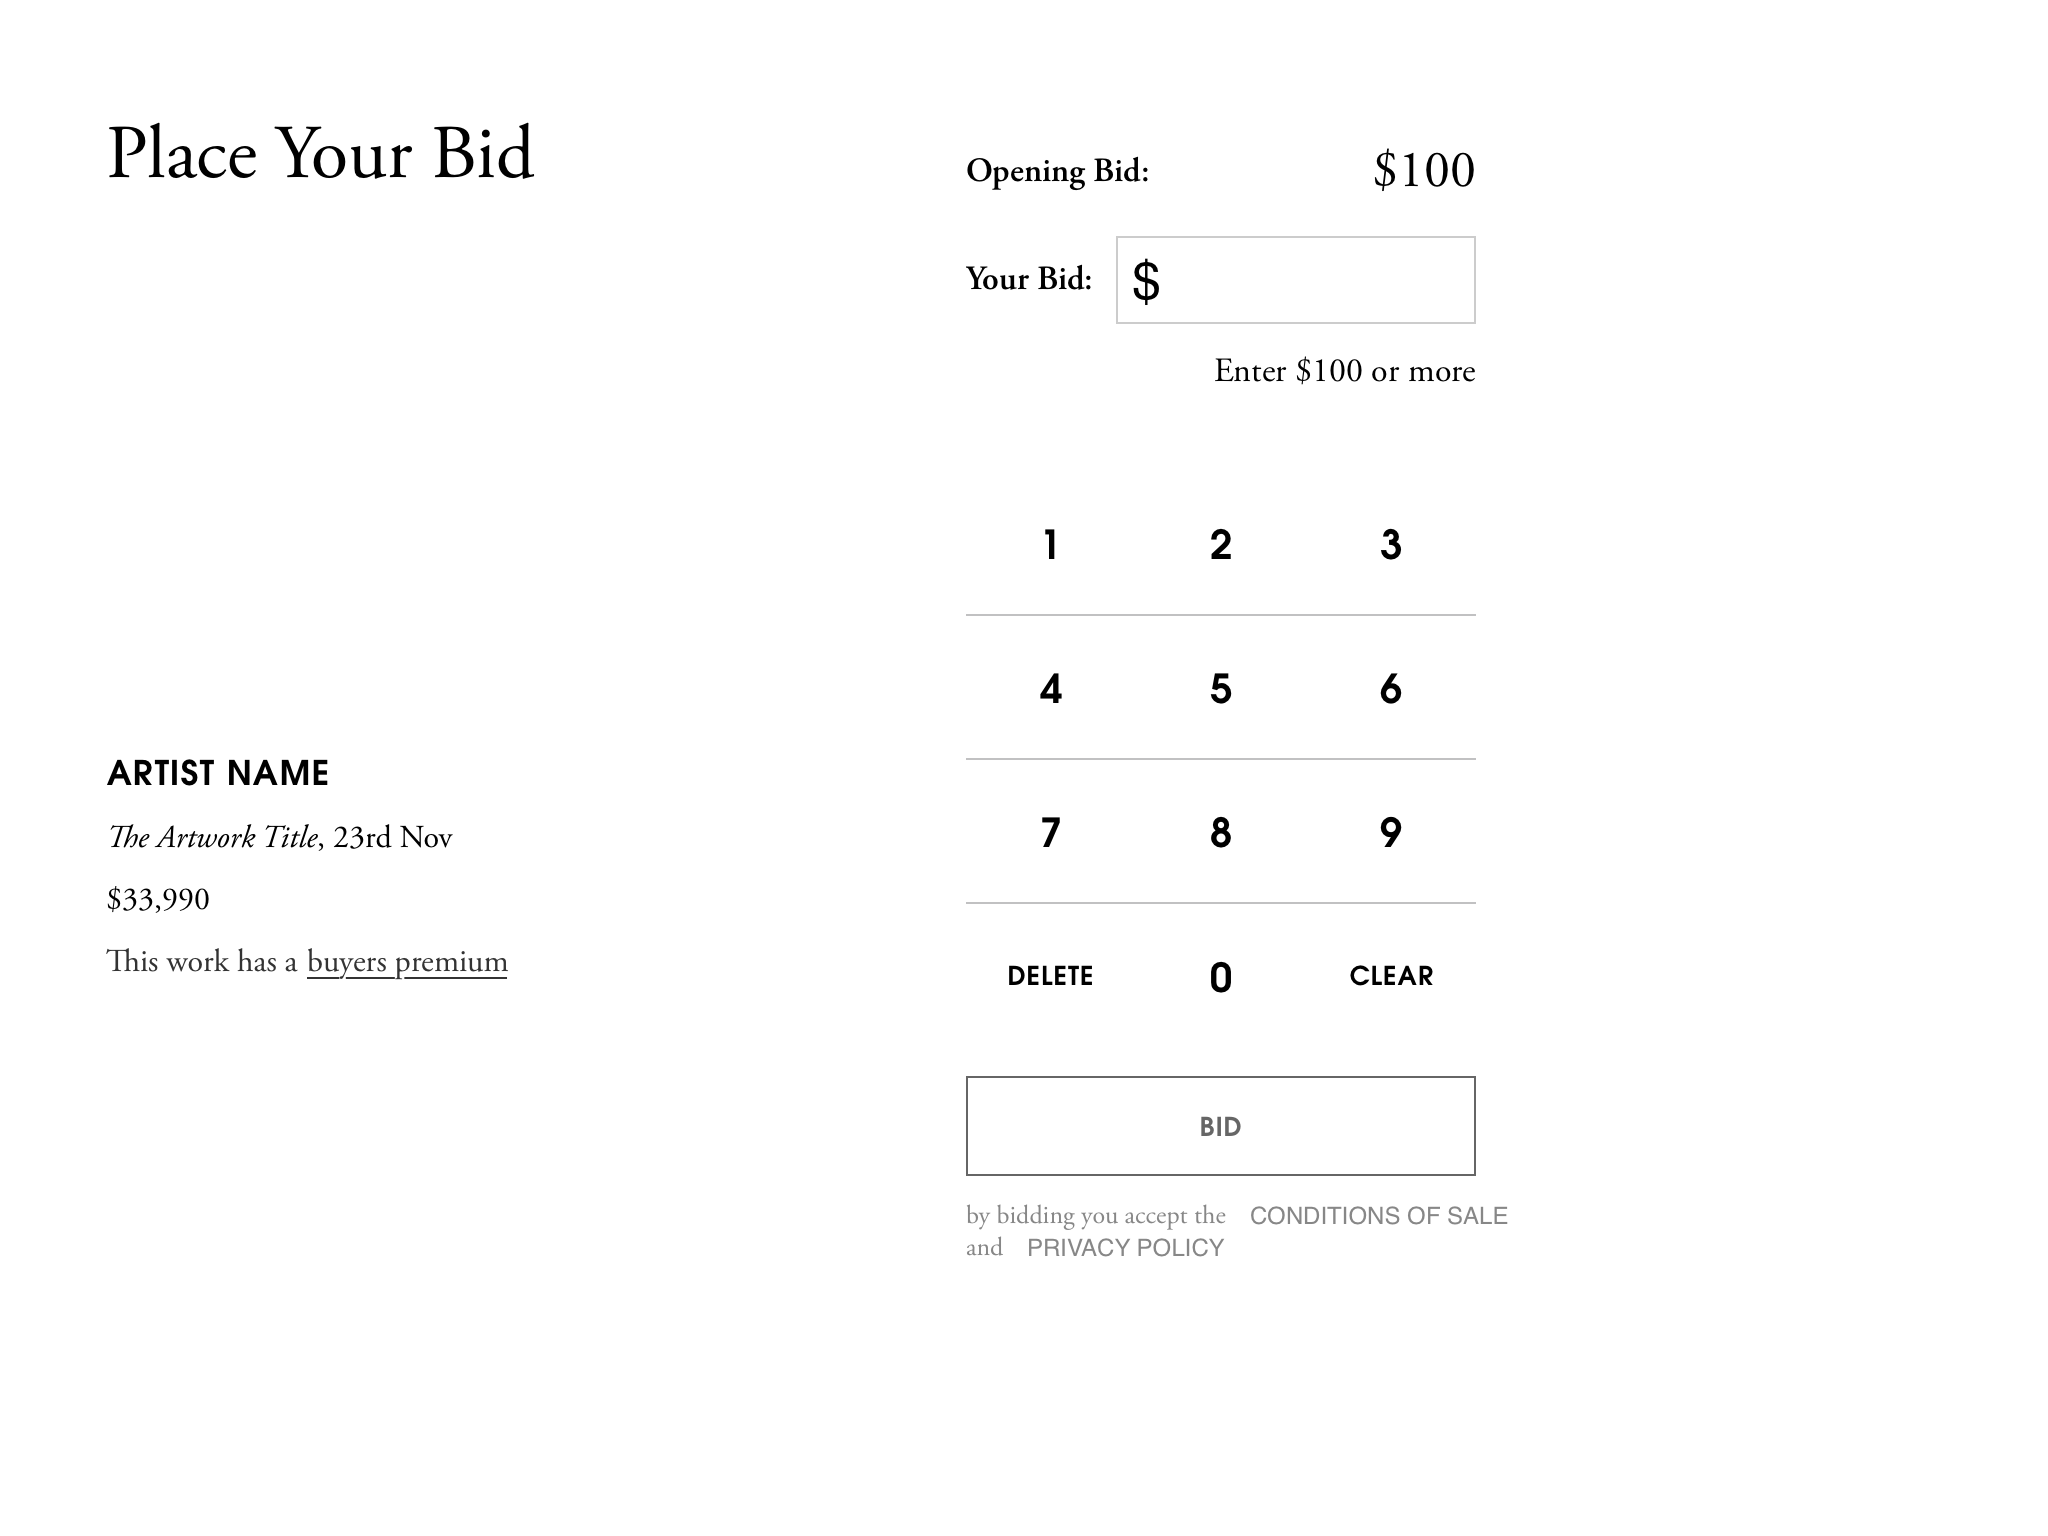 Place Your Bid
Opening Bid: $100
Your Bid: $
Enter $100 or more
1 2 3
4 5 6
7 8 9
DELETE 0 CLEAR
BID
by bidding you accept the CONDITIONS OF SALE
and PRIVACY POLICY
ARTIST NAME
The Artwork Title, 23rd Nov
$33,990
This work has a buyers premium